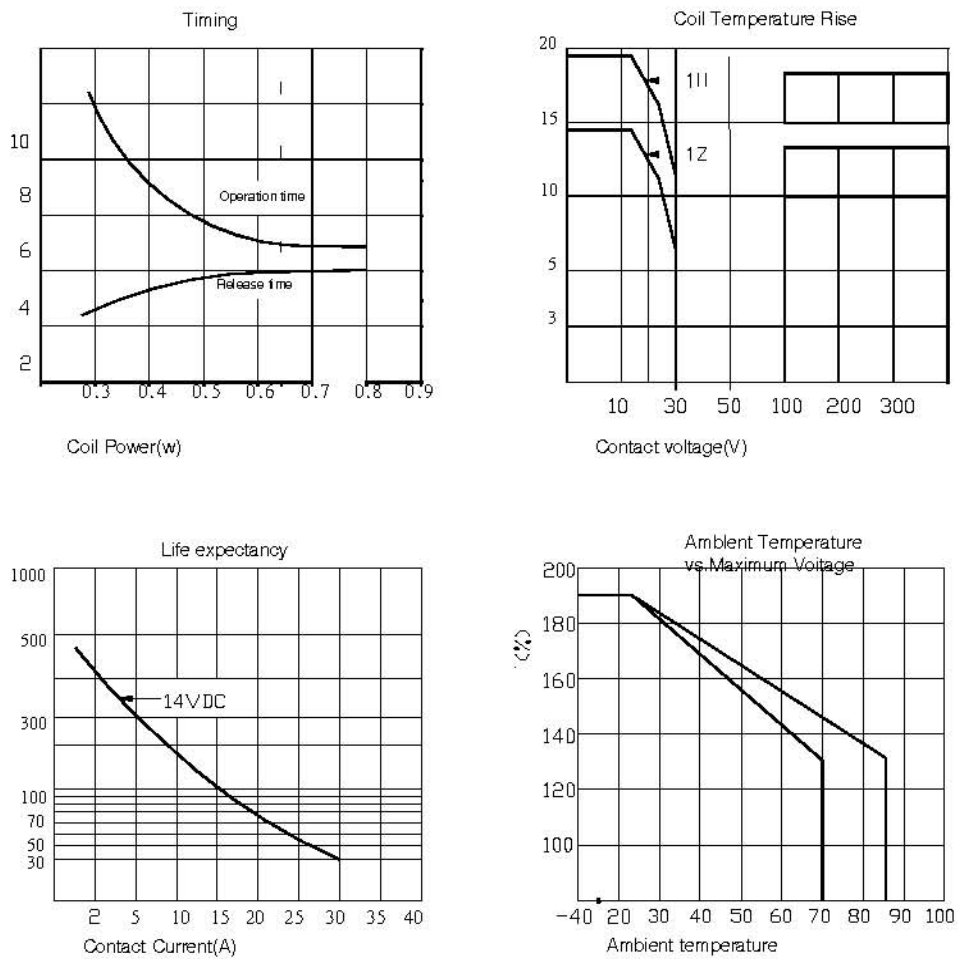 Timing
10
8
6
4
2
Operation time
Release time
0.3 0.4 0.5 0.6 0.7 0.8 0.9
Coil Power(w)
Coil Temperature Rise
20
15
10
5
3
1H
1Z
10 30 50 100 200 300
Contact voltage(V)
Life expectancy
1000
500
300
100
70
50
30
14VDC
2 5 10 15 20 25 30 35 40
Contact Current(A)
Amblent Temperature
vs.Maximum Voitage
200
180
160
140
120
100
(%)
-40 20 30 40 50 60 70 80 90 100
Ambient temperature